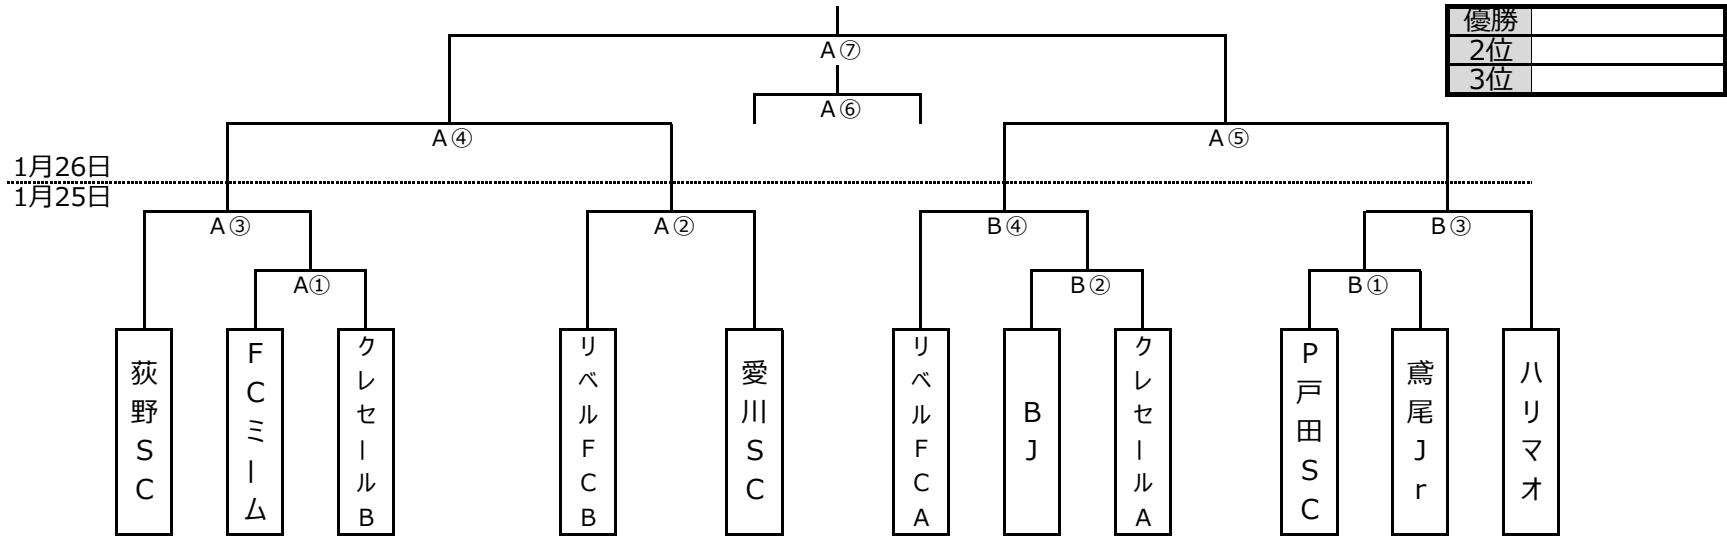 優勝
2位
3位
A⑦
A⑥
A④
A⑤
1月26日
1月25日
A③
A②
B④
B③
A①
B②
B①
荻野SC
FCミーム
クレセールB
リベルFCB
愛川SC
リベルFCA
BJ
クレセールA
P戸田SC
鳶尾Jr
ハリマオ